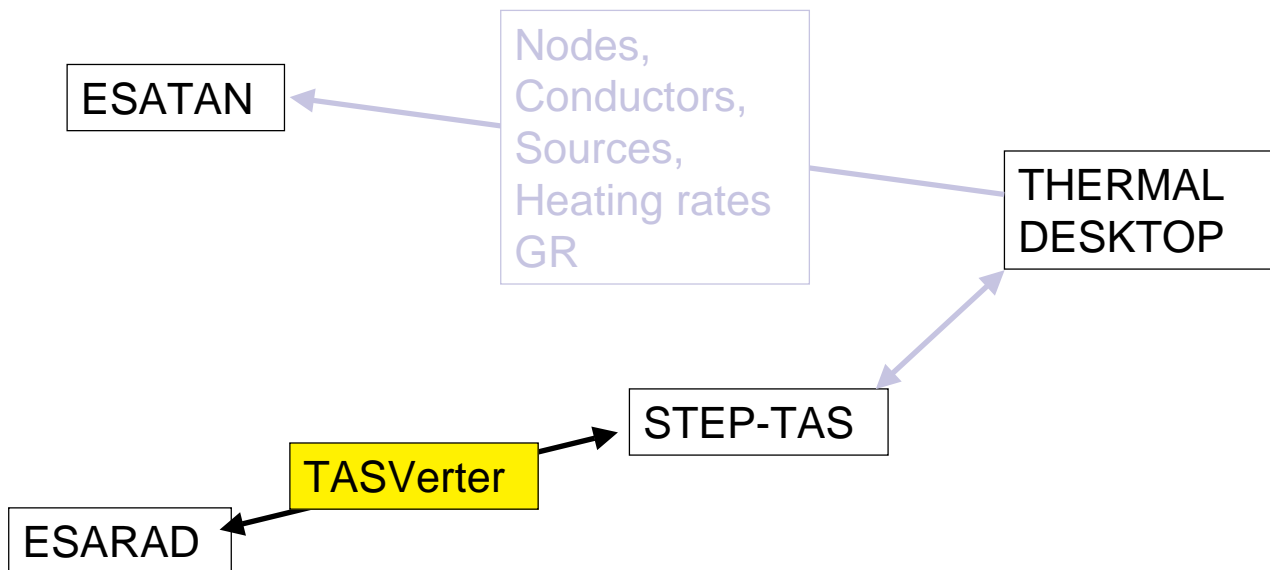 Nodes,
Conductors,
Sources,
Heating rates
GR
ESATAN
THERMAL
DESKTOP
STEP-TAS
TASVerter
ESARAD